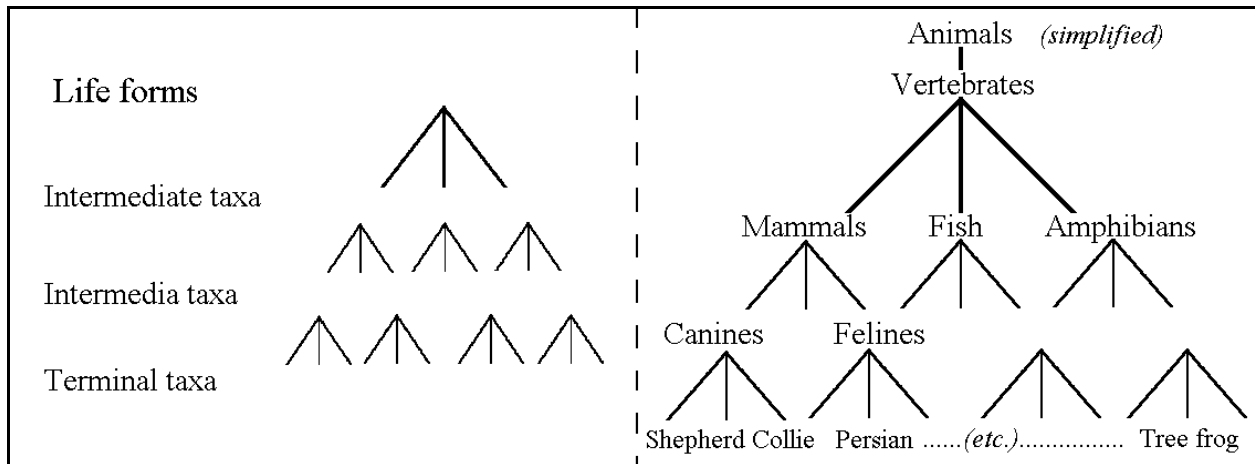 Life forms
Intermediate taxa
Intermedia taxa
Terminal taxa
Animals (simplified)
Vertebrates
Mammals Fish Amphibians
Canines Felines
Shepherd Collie Persian ......(etc.)................ Tree frog